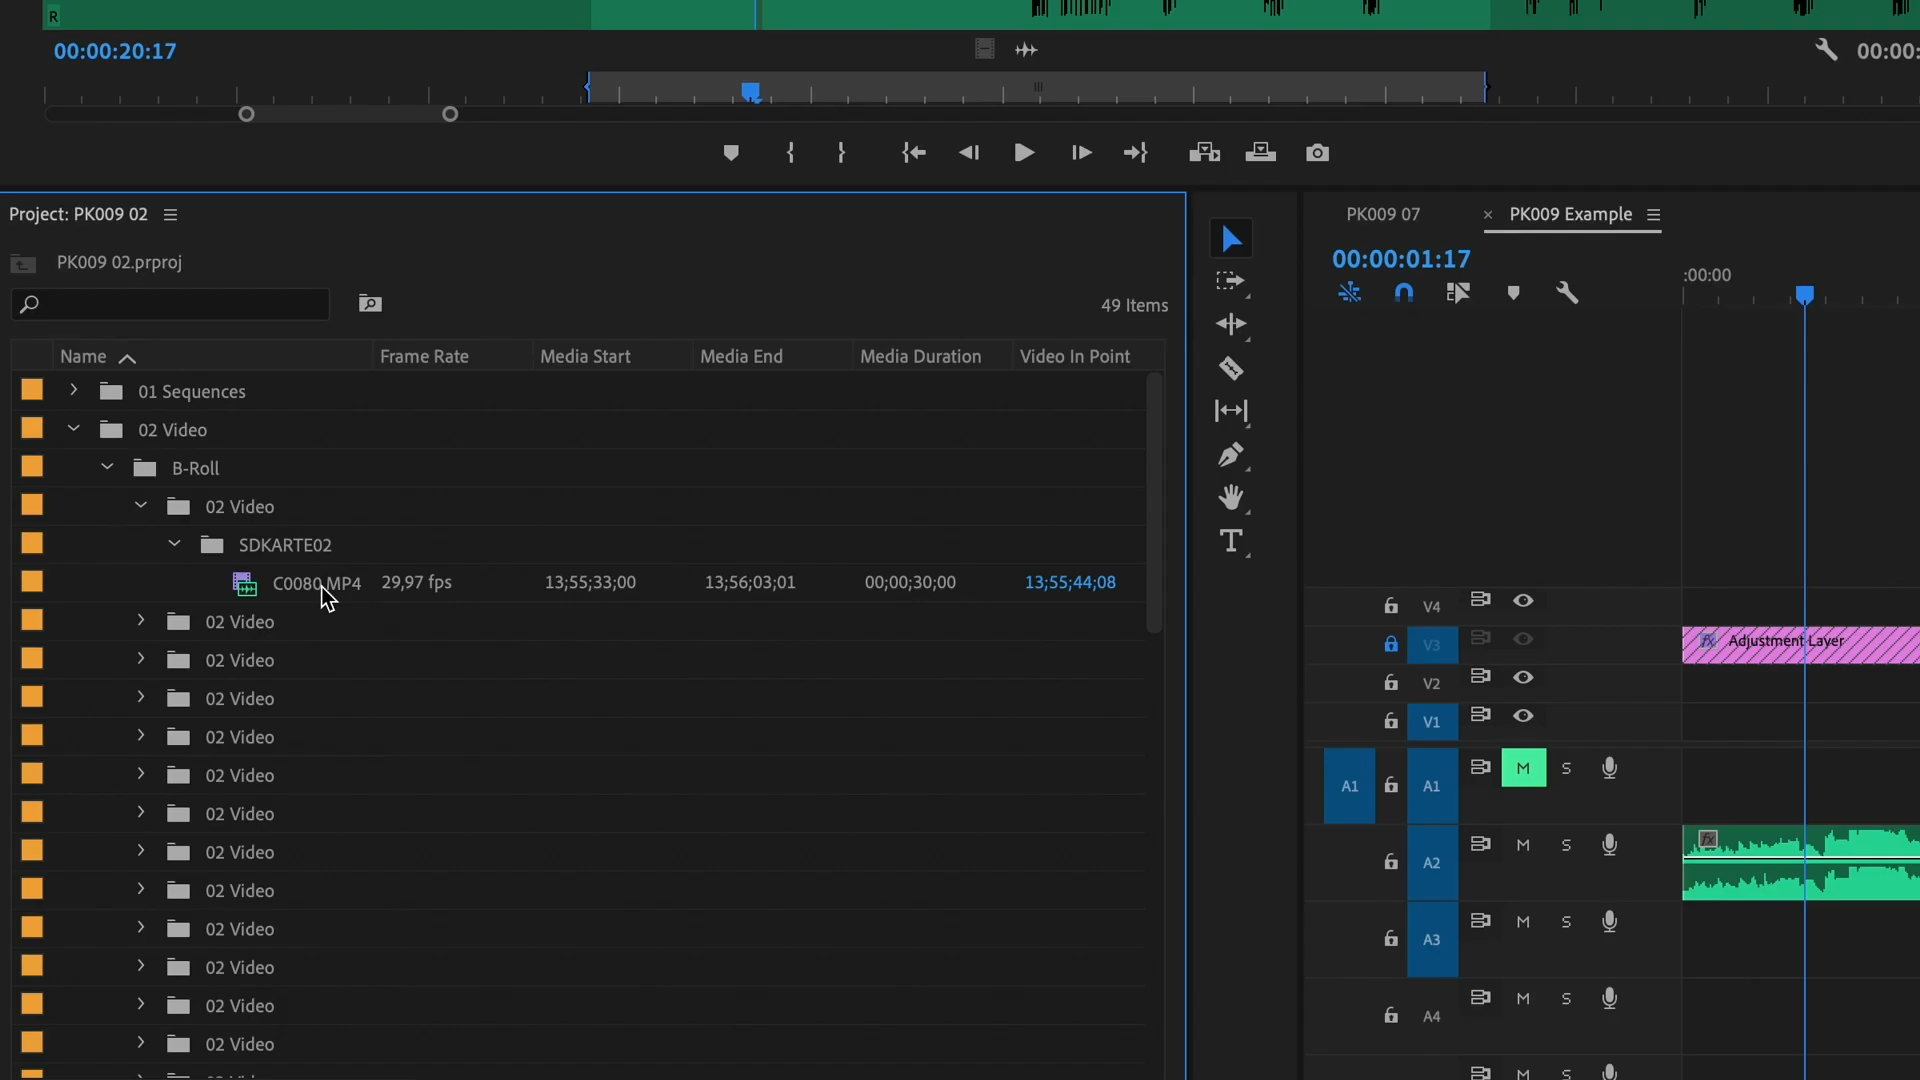 R
00:00:20:17
00:00:
Project: PK009 02
PK009 02.prproj
49 Items
Name Frame Rate Media Start Media End Media Duration Video In Point
01 Sequences
02 Video
B-Roll
02 Video
SDKARTE02
C0080.MP4 29,97 fps 13;55;33;00 13;56;03;01 00;00;30;00 13;55;44;08
02 Video
02 Video
02 Video
02 Video
02 Video
02 Video
02 Video
02 Video
02 Video
02 Video
02 Video
02 Video
T
PK009 07 × PK009 Example
00:00:01:17
:00:00
V4
V3
fx Adjustment Layer
V2
V1
A1 A1 M S
A2 M S
fx
A3 M S
A4 M S
M S